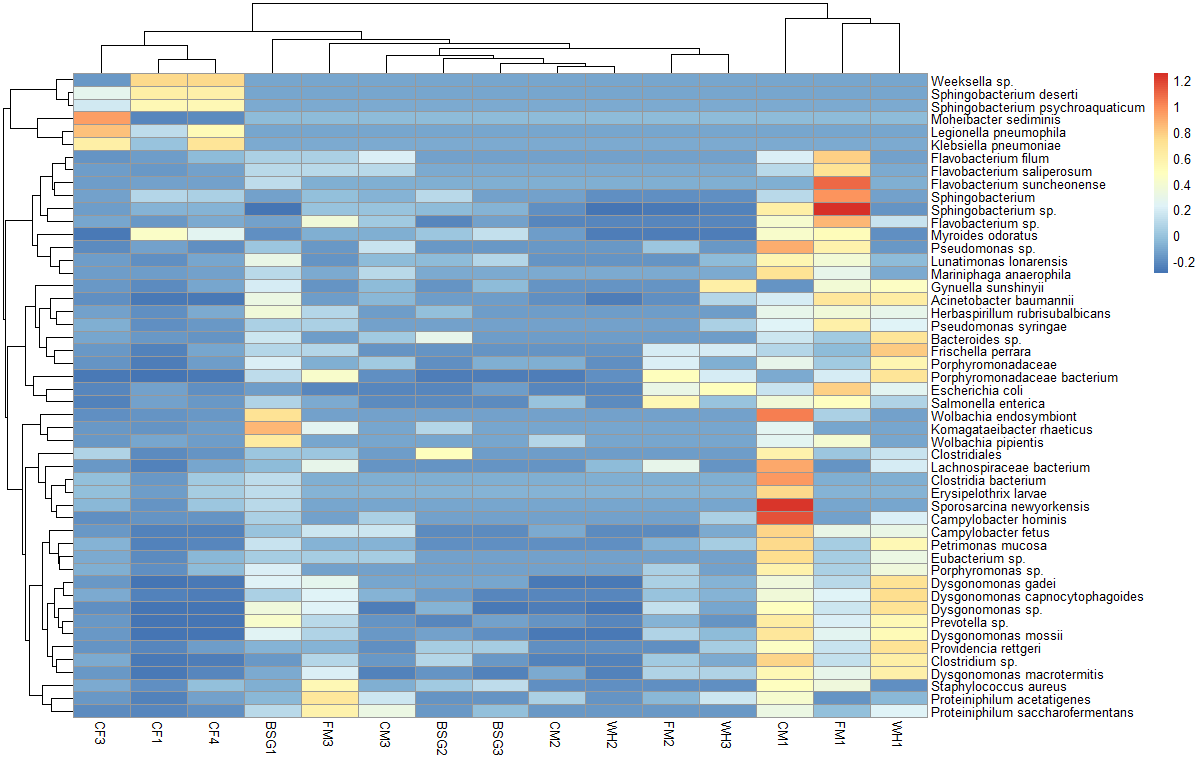 Weeksella sp.
Sphingobacterium deserti
Sphingobacterium psychroaquaticum
Moheibacter sediminis
Legionella pneumophila
Klebsiella pneumoniae
Flavobacterium filum
Flavobacterium saliperosum
Flavobacterium suncheonense
Sphingobacterium
Sphingobacterium sp.
Flavobacterium sp.
Myroides odoratus
Pseudomonas sp.
Lunatimonas lonarensis
Mariniphaga anaerophila
Gynuella sunshinyii
Acinetobacter baumannii
Herbaspirillum rubrisubalbicans
Pseudomonas syringae
Bacteroides sp.
Frischella perrara
Porphyromonadaceae
Porphyromonadaceae bacterium
Escherichia coli
Salmonella enterica
Wolbachia endosymbiont
Komagataeibacter rhaeticus
Wolbachia pipientis
Clostridiales
Lachnospiraceae bacterium
Clostridia bacterium
Erysipelothrix larvae
Sporosarcina newyorkensis
Campylobacter hominis
Campylobacter fetus
Petrimonas mucosa
Eubacterium sp.
Porphyromonas sp.
Dysgonomonas gadei
Dysgonomonas capnocytophagoides
Dysgonomonas sp.
Prevotella sp.
Dysgonomonas mossii
Providencia rettgeri
Clostridium sp.
Dysgonomonas macrotermitis
Staphylococcus aureus
Proteiniphilum acetatigenes
Proteiniphilum saccharofermentans
CF3
CF1
CF4
BSG1
FM3
CM3
BSG2
BSG3
CM2
WH2
FM2
WH3
CM1
FM1
WH1
1.2
1
0.8
0.6
0.4
0.2
0
-0.2